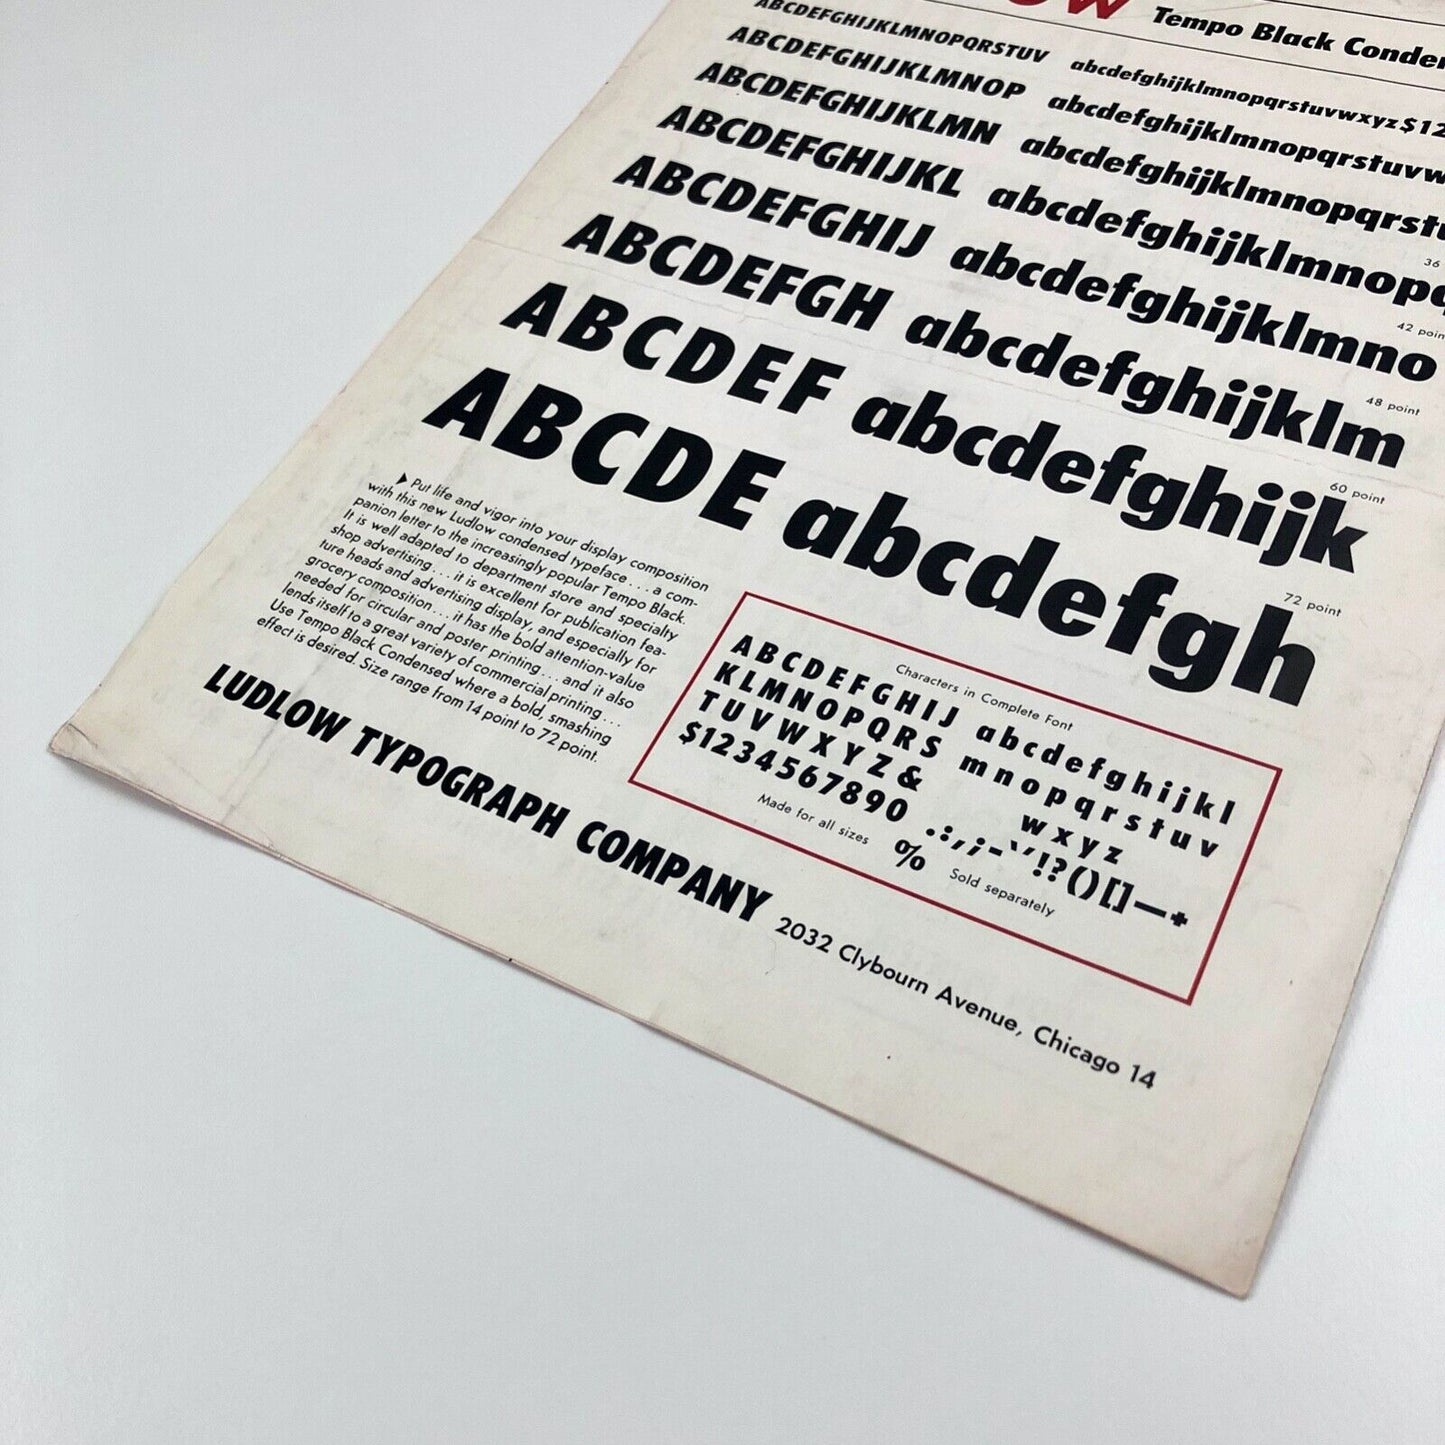 OW Tempo Black Conden
ABCDEFGHIJKLMNOPQRSTUV abcdefghijklmnopqrstuvwxyz$12
ABCDEFGHIJKLMNOP abcdefghijklmnopqrstuvw
ABCDEFGHIJKLMN abcdefghijklmnopqrstu
36
ABCDEFGHIJKL abcdefghijklmnopq
42 point
ABCDEFGHIJ abcdefghijklmno
48 point
ABCDEFGH abcdefghijklm
60 point
ABCDEF abcdefghijk
72 point
ABCDE abcdefgh
Put life and vigor into your display composition
with this new Ludlow condensed typeface . . . a com-
panion letter to the increasingly popular Tempo Black.
It is well adapted to department store and specialty
shop advertising . . . it is excellent for publication fea-
ture heads and advertising display, and especially for
grocery composition . . . it has the bold attention-value
needed for circular and poster printing . . . and it also
lends itself to a great variety of commercial printing . . .
Use Tempo Black Condensed where a bold, smashing
effect is desired. Size range from 14 point to 72 point.
Characters in Complete Font
ABCDEFGHIJ abcdefghijkl
KLMNOPQRS mnopqrstuv
TUVWXYZ& wxyz
$1234567890 .:,;-‘’!?()[]—+
Made for all sizes % Sold separately
LUDLOW TYPOGRAPH COMPANY 2032 Clybourn Avenue, Chicago 14